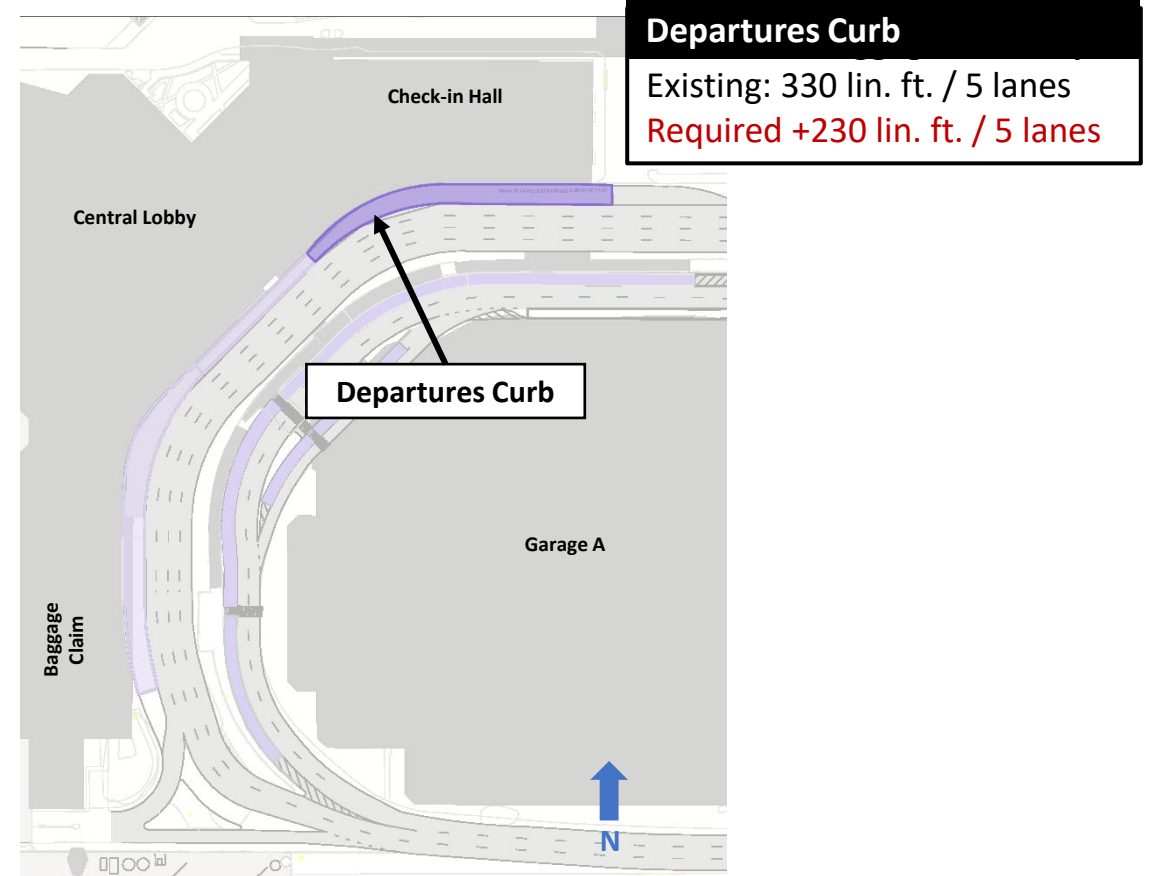 Departures Curb
Existing: 330 lin. ft. / 5 lanes
Required +230 lin. ft. / 5 lanes
Check-in Hall
Central Lobby
Departures Curb
Garage A
Baggage
Claim
N